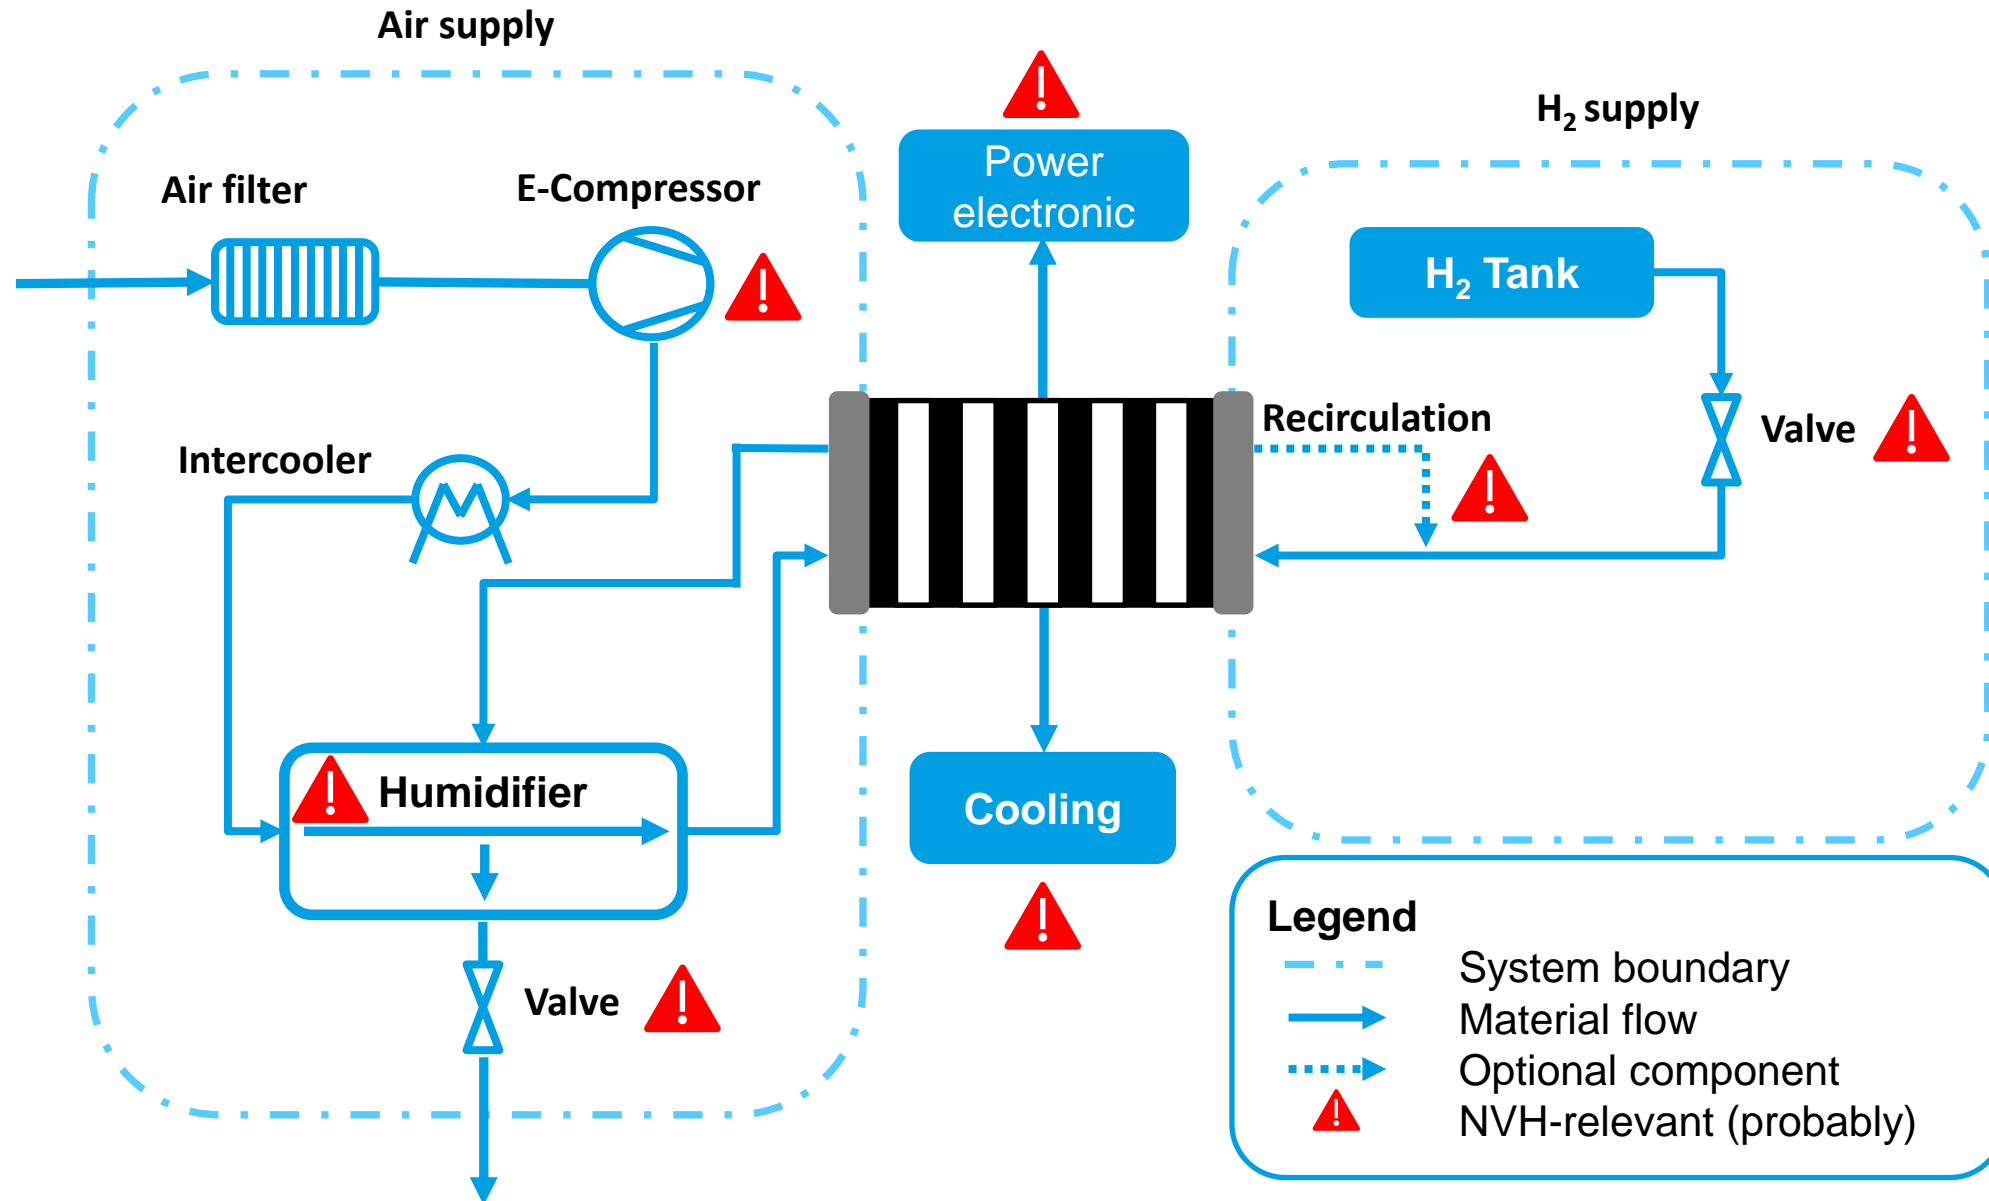 Air supply
H₂ supply
Air filter
E-Compressor
Power
electronic
H₂ Tank
Recirculation
Valve
Intercooler
Humidifier
Cooling
Valve
Legend
System boundary
Material flow
Optional component
NVH-relevant (probably)